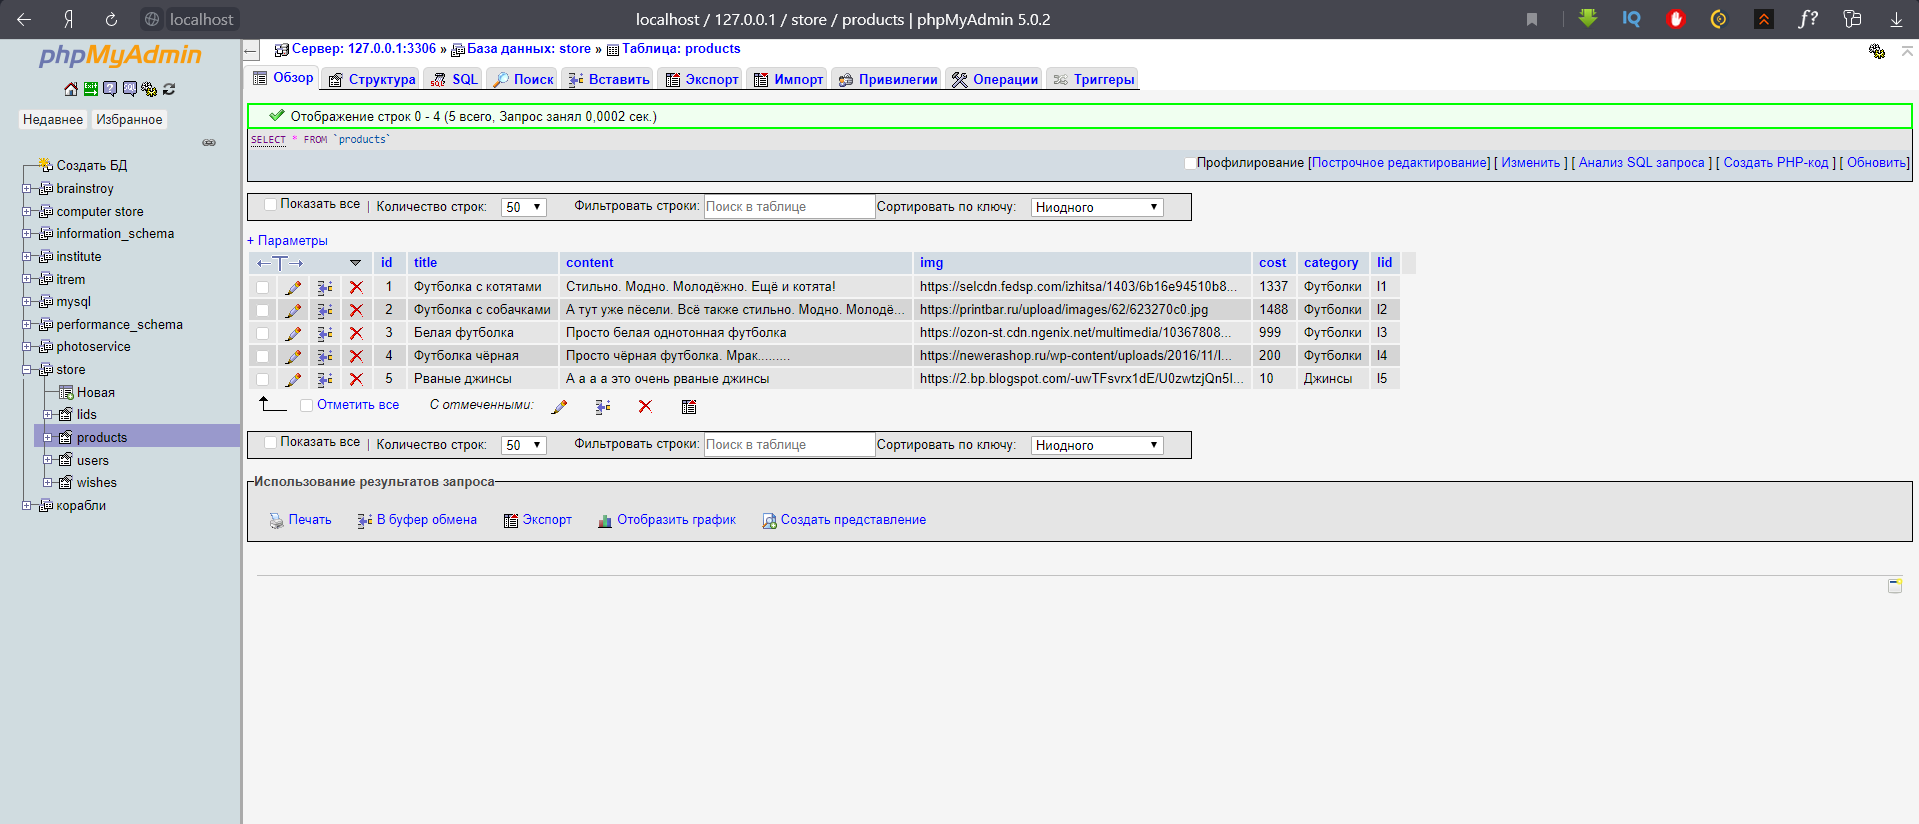 localhost
localhost / 127.0.0.1 / store / products | phpMyAdmin 5.0.2
phpMyAdmin
Недавнее Избранное
Создать БД
brainstroy
computer store
information_schema
institute
itrem
mysql
performance_schema
photoservice
store
Новая
lids
products
users
wishes
корабли
Сервер: 127.0.0.1:3306 » База данных: store » Таблица: products
Обзор Структура SQL Поиск Вставить Экспорт Импорт Привилегии Операции Триггеры
Отображение строк 0 - 4 (5 всего, Запрос занял 0,0002 сек.)
SELECT * FROM `products`
Профилирование [Построчное редактирование] [ Изменить ] [ Анализ SQL запроса ] [ Создать PHP-код ] [ Обновить]
Показать все | Количество строк: 50 Фильтровать строки: Поиск в таблице Сортировать по ключу: Ниодного
+ Параметры
←T→ id title content img cost category lid
1 Футболка с котятами Стильно. Модно. Молодёжно. Ещё и котята! https://selcdn.fedsp.com/izhitsa/1403/6b16e94510b8... 1337 Футболки l1
2 Футболка с собачками А тут уже пёсели. Всё также стильно. Модно. Молодё... https://printbar.ru/upload/images/62/623270c0.jpg 1488 Футболки l2
3 Белая футболка Просто белая однотонная футболка https://ozon-st.cdn.ngenix.net/multimedia/10367808... 999 Футболки l3
4 Футболка чёрная Просто чёрная футболка. Мрак......... https://newerashop.ru/wp-content/uploads/2016/11/I... 200 Футболки l4
5 Рваные джинсы А а а а это очень рваные джинсы https://2.bp.blogspot.com/-uwTFsvrx1dE/U0zwtzjQn5I... 10 Джинсы l5
Отметить все С отмеченными:
Показать все | Количество строк: 50 Фильтровать строки: Поиск в таблице Сортировать по ключу: Ниодного
Использование результатов запроса
Печать В буфер обмена Экспорт Отобразить график Создать представление